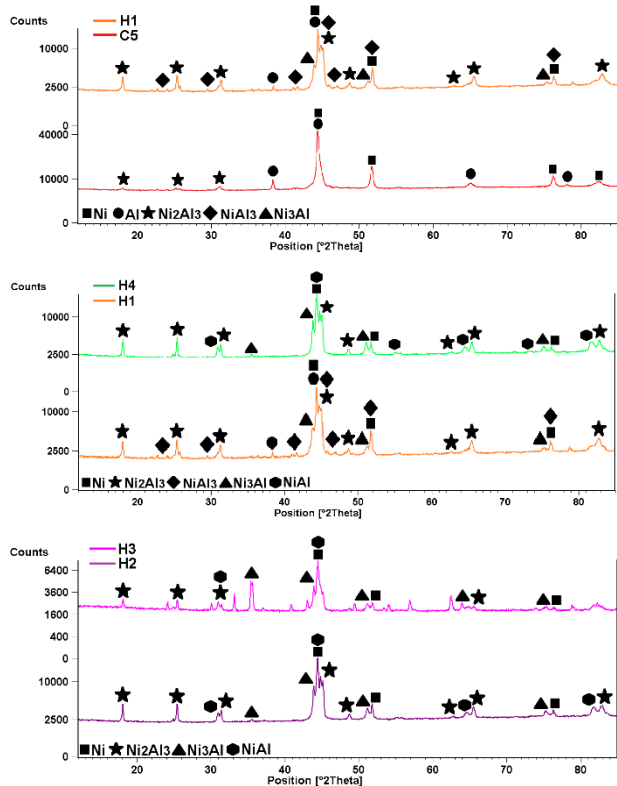 Counts
H1
C5
10000
2500
0
40000
10000
0
Ni Al Ni2Al3 NiAl3 Ni3Al
20 30 40 50 60 70 80
Position [°2Theta]
Counts
H4
H1
10000
2500
0
10000
2500
0
Ni Ni2Al3 NiAl3 Ni3Al NiAl
20 30 40 50 60 70 80
Position [°2Theta]
Counts
H3
H2
6400
3600
1600
400
0
10000
2500
0
Ni Ni2Al3 Ni3Al NiAl
20 30 40 50 60 70 80
Position [°2Theta]